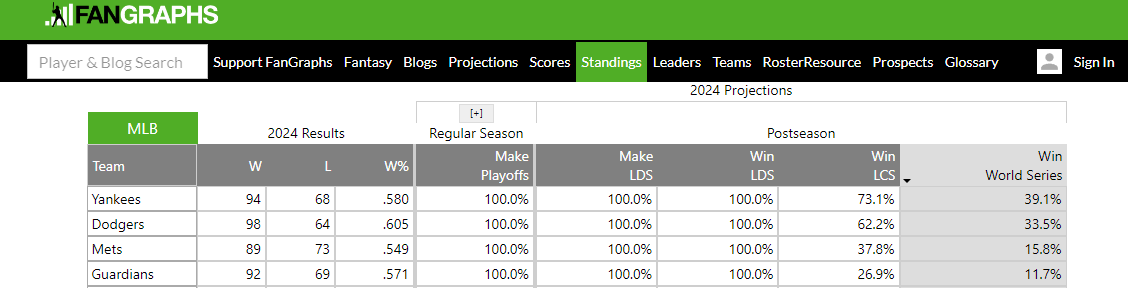 FANGRAPHS
Player & Blog Search Support FanGraphs Fantasy Blogs Projections Scores Standings Leaders Teams RosterResource Prospects Glossary Sign In
2024 Projections
[+]
MLB 2024 Results Regular Season Postseason
Make Make Win Win Win
Team W L W% Playoffs LDS LDS LCS World Series
Yankees 94 68 .580 100.0% 100.0% 100.0% 73.1% 39.1%
Dodgers 98 64 .605 100.0% 100.0% 100.0% 62.2% 33.5%
Mets 89 73 .549 100.0% 100.0% 100.0% 37.8% 15.8%
Guardians 92 69 .571 100.0% 100.0% 100.0% 26.9% 11.7%